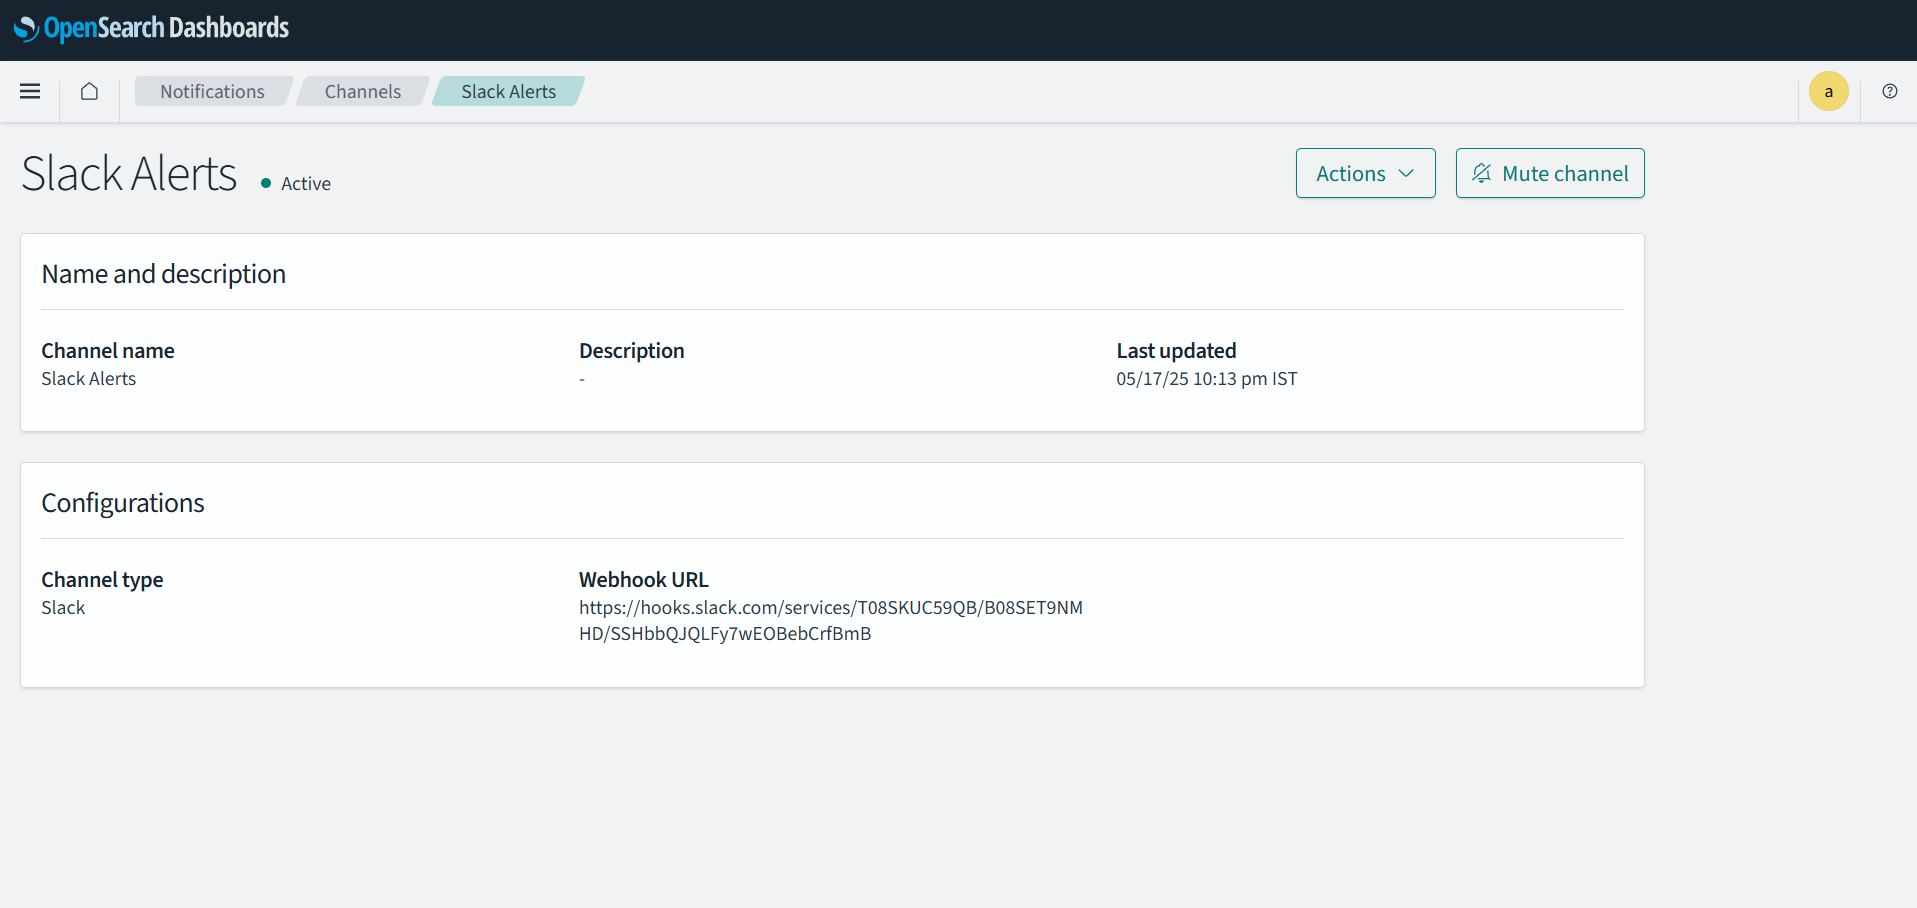 OpenSearch Dashboards
Notifications Channels Slack Alerts a
Slack Alerts Active Actions Mute channel
Name and description
Channel name Description Last updated
Slack Alerts - 05/17/25 10:13 pm IST
Configurations
Channel type Webhook URL
Slack https://hooks.slack.com/services/T08SKUC59QB/B08SET9NM
HD/SSHbbQJQLFy7wEOBebCrfBmB